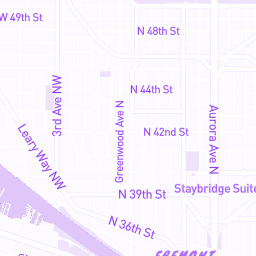 W 49th St
N 48th St
N 44th St
3rd Ave NW
Greenwood Ave N
Aurora Ave N
N 42nd St
Leary Way NW
Staybridge Suite
N 39th St
N 36th St
FREMONT